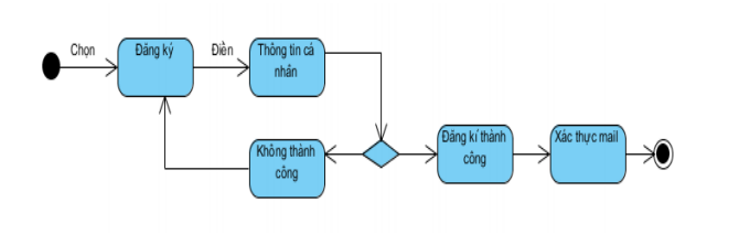 Chọn
Đăng ký
Điền
Thông tin cá
nhân
Không thành
công
Đăng kí thành
công
Xác thực mail